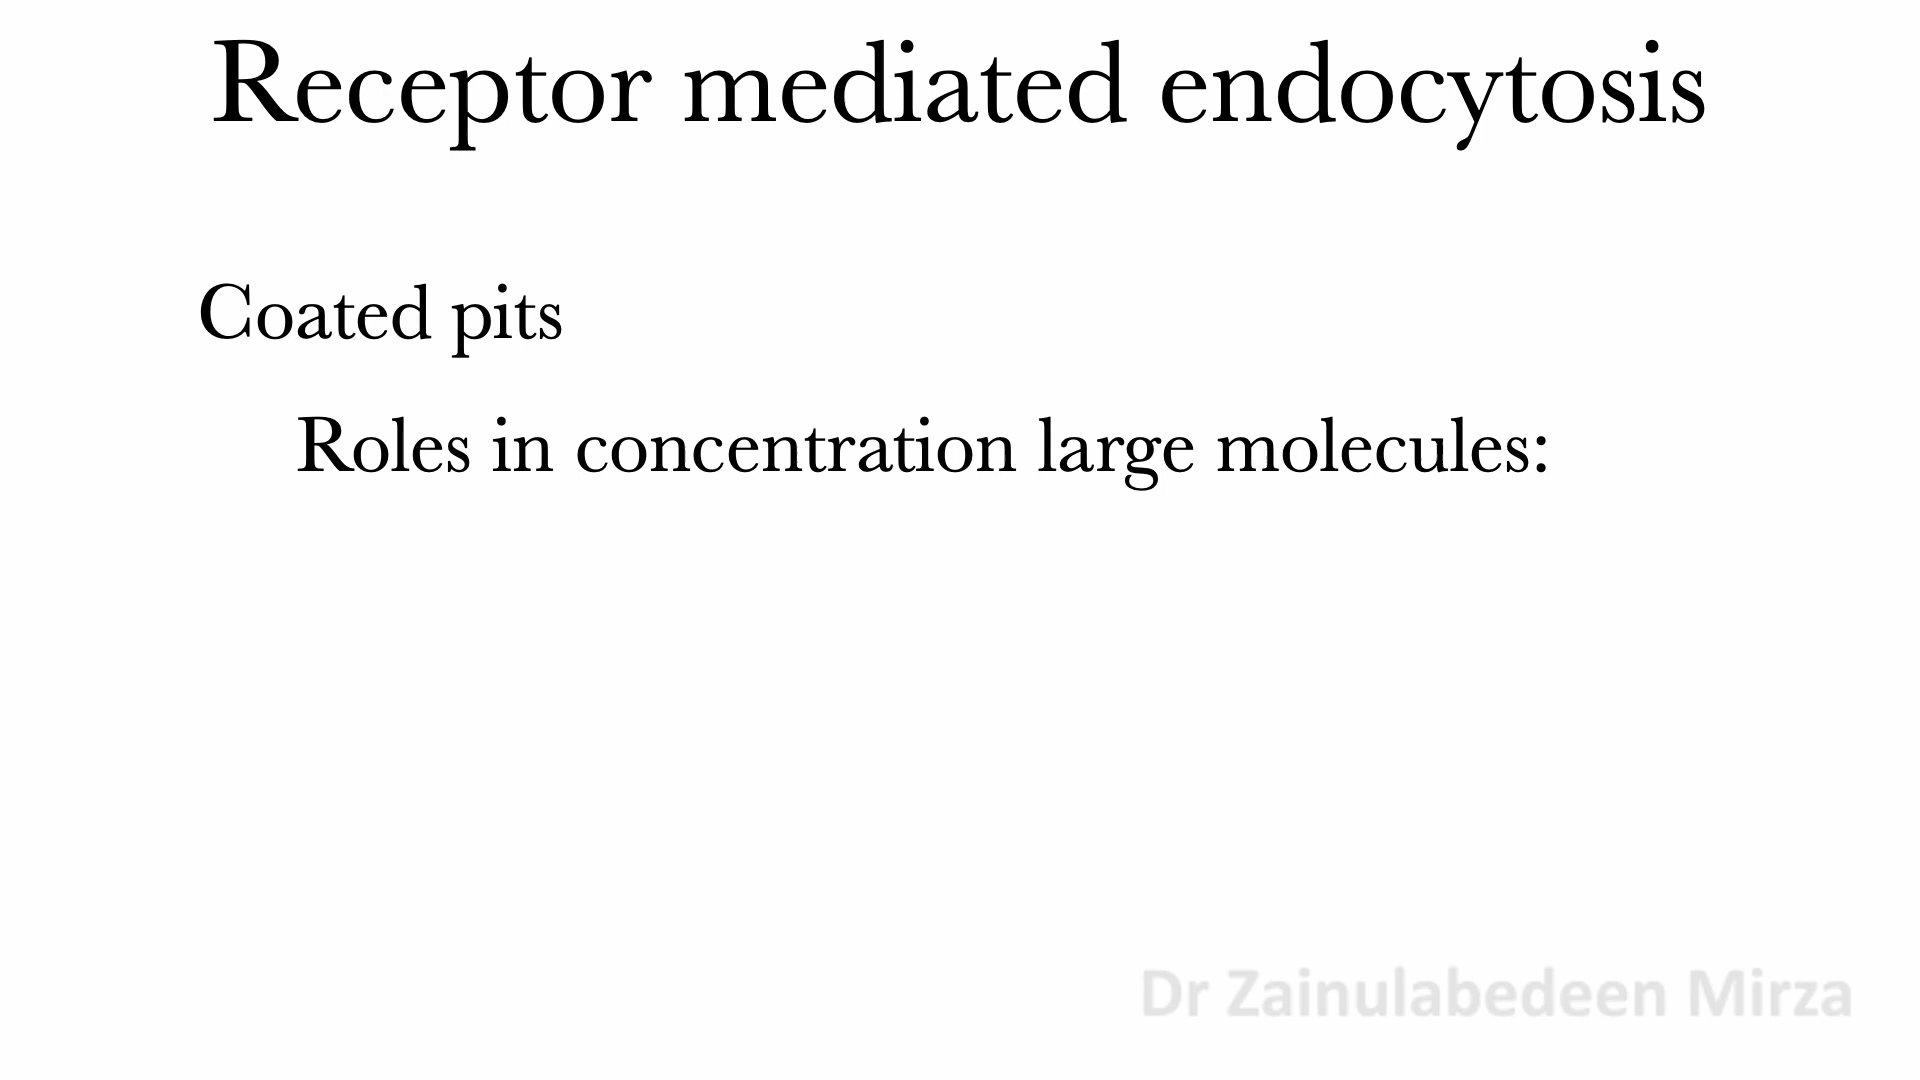 Receptor mediated endocytosis
Coated pits
Roles in concentration large molecules:
Dr Zainulabedeen Mirza